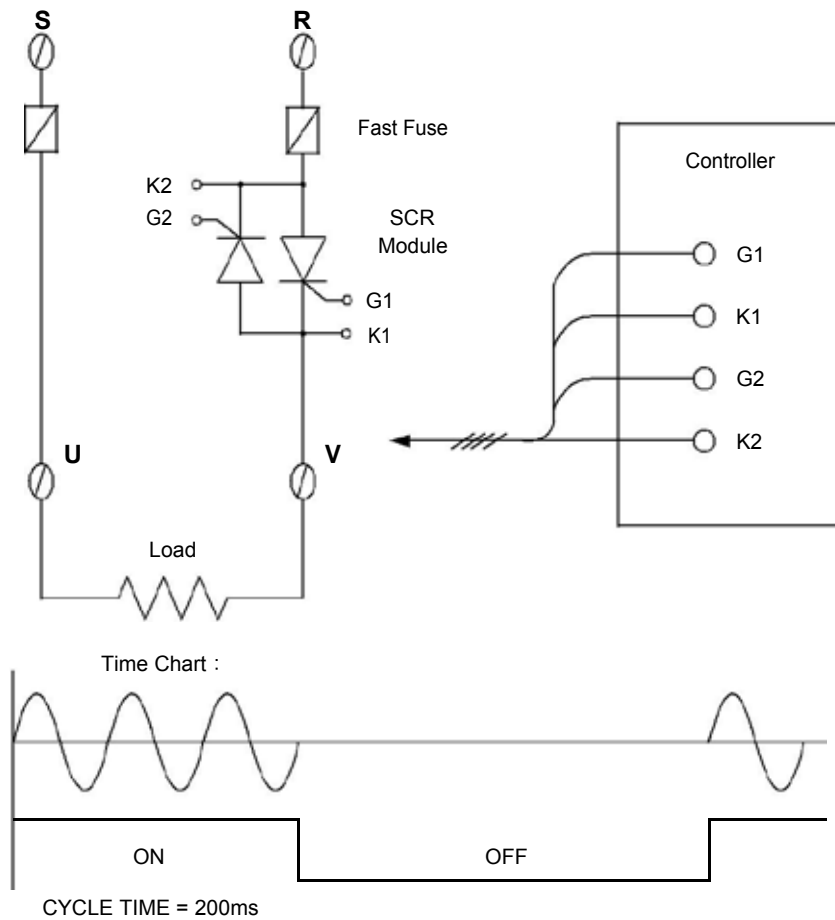 S
R
Fast Fuse
Controller
K2
G2
SCR
Module
G1
K1
G1
K1
G2
K2
U
V
Load
Time Chart：
ON
OFF
CYCLE TIME = 200ms